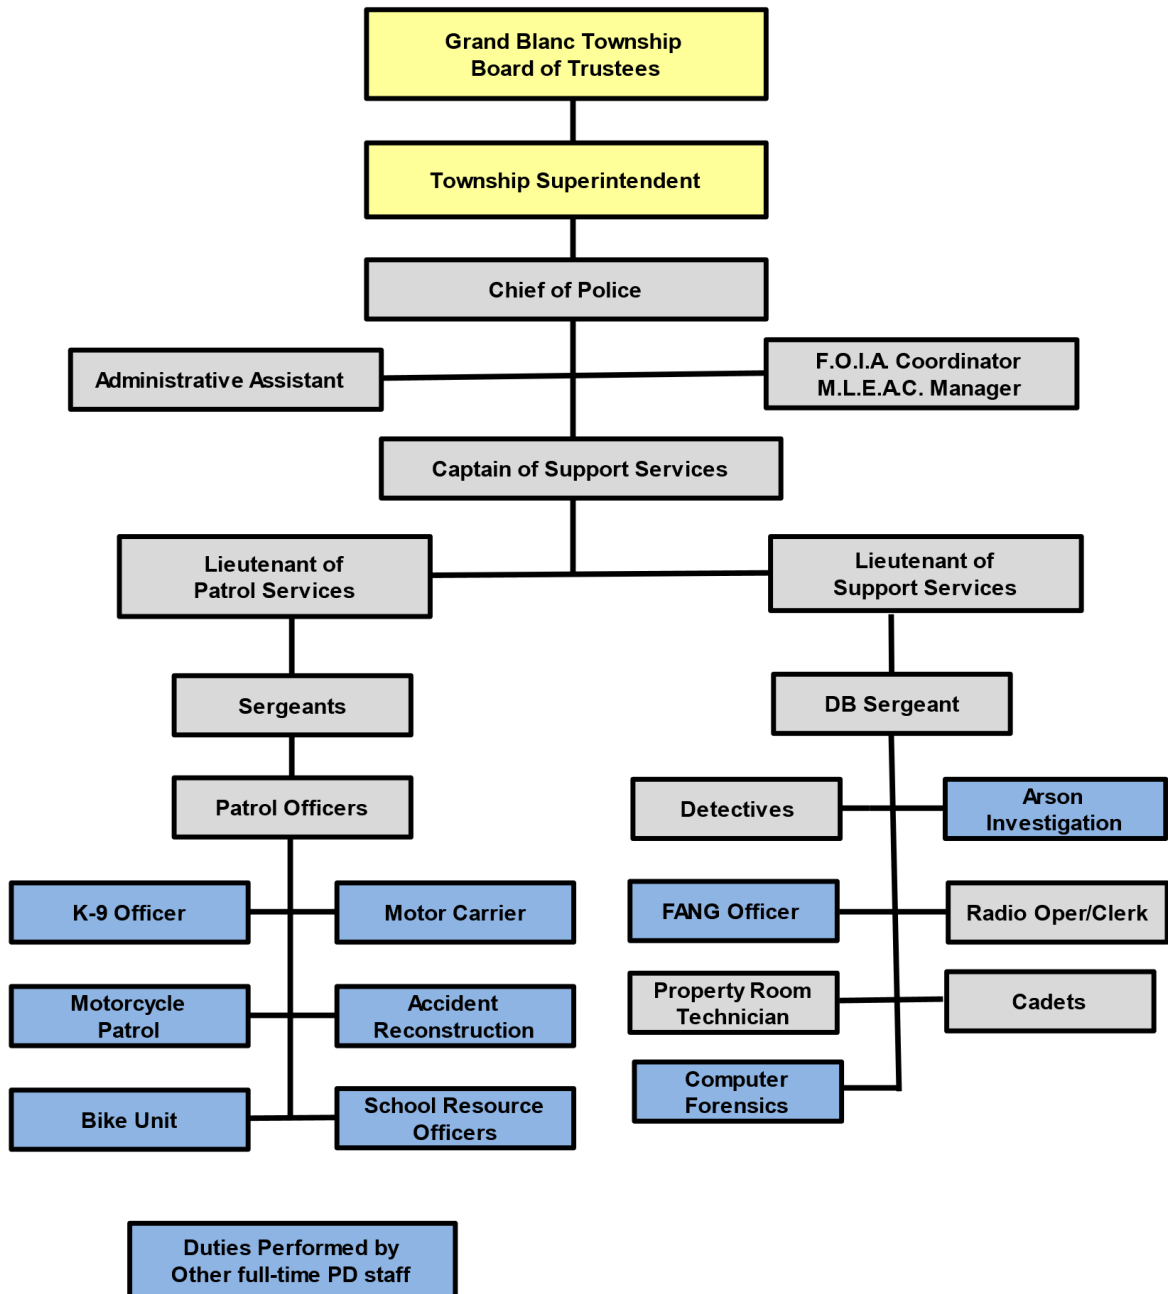 Grand Blanc Township
Board of Trustees
Township Superintendent
Chief of Police
Administrative Assistant
F.O.I.A. Coordinator
M.L.E.A.C. Manager
Captain of Support Services
Lieutenant of
Patrol Services
Lieutenant of
Support Services
Sergeants
DB Sergeant
Patrol Officers
Detectives
Arson
Investigation
K-9 Officer
Motor Carrier
FANG Officer
Radio Oper/Clerk
Motorcycle
Patrol
Accident
Reconstruction
Property Room
Technician
Cadets
Bike Unit
School Resource
Officers
Computer
Forensics
Duties Performed by
Other full-time PD staff